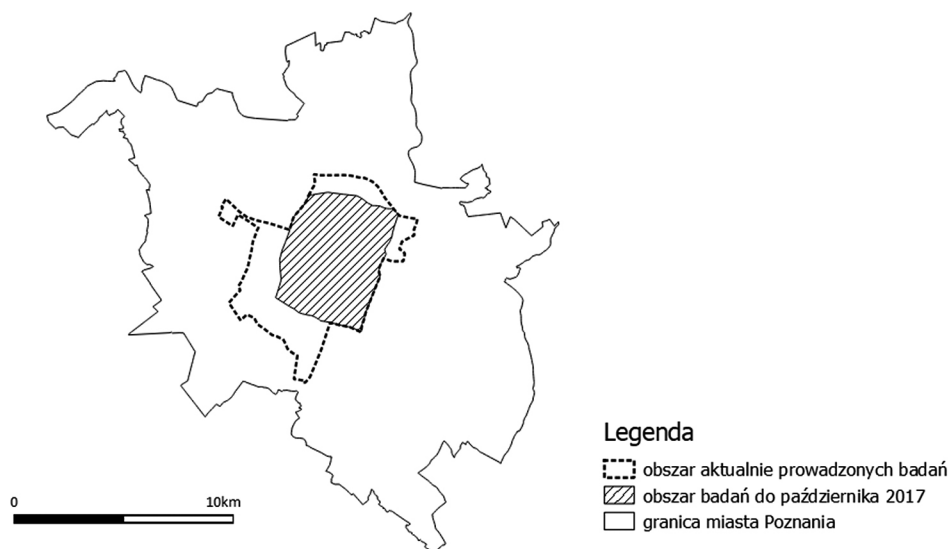 Legenda
obszar aktualnie prowadzonych badań
obszar badań do października 2017
granica miasta Poznania
0 10km